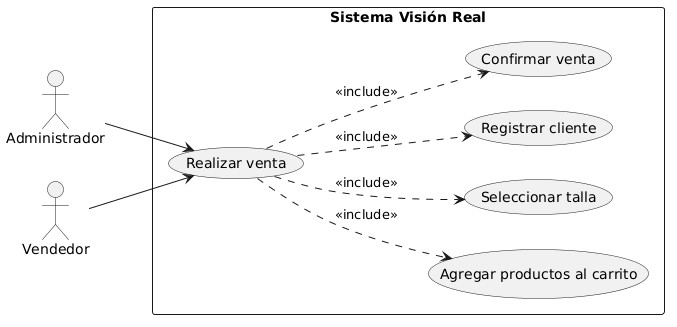 Sistema Visión Real
Administrador
Vendedor
Realizar venta
«include»
Confirmar venta
«include»
Registrar cliente
«include»
Seleccionar talla
«include»
Agregar productos al carrito